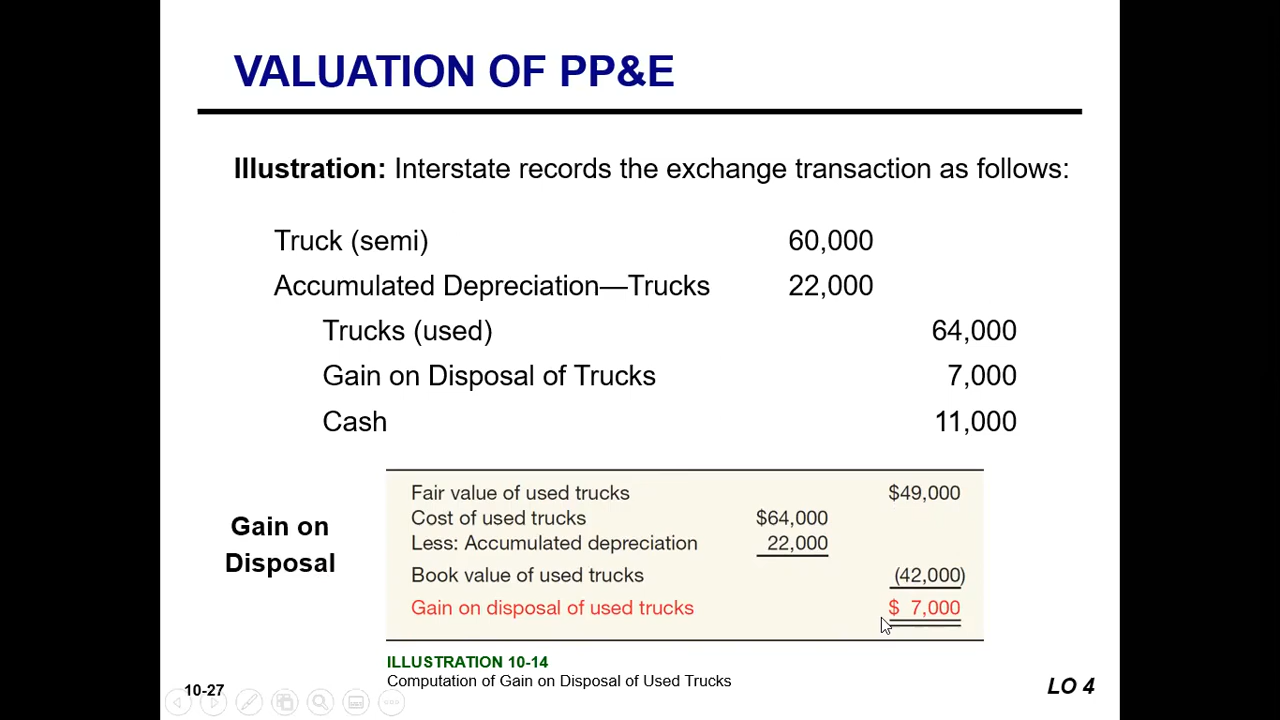 VALUATION OF PP&E
Illustration: Interstate records the exchange transaction as follows:
Truck (semi) 60,000
Accumulated Depreciation—Trucks 22,000
Trucks (used) 64,000
Gain on Disposal of Trucks 7,000
Cash 11,000
Gain on
Disposal
Fair value of used trucks $49,000
Cost of used trucks $64,000
Less: Accumulated depreciation 22,000
Book value of used trucks (42,000)
Gain on disposal of used trucks $ 7,000
ILLUSTRATION 10-14
Computation of Gain on Disposal of Used Trucks
10-27
LO 4